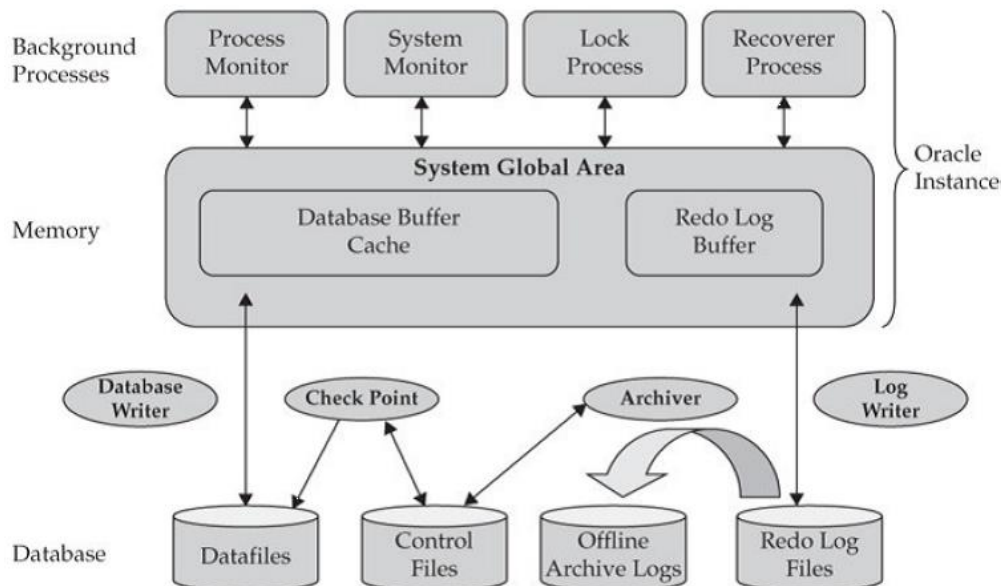 Background
Processes
Process
Monitor
System
Monitor
Lock
Process
Recoverer
Process
System Global Area
Oracle
Instances
Memory
Database Buffer
Cache
Redo Log
Buffer
Database
Writer
Check Point
Archiver
Log
Writer
Database
Datafiles
Control
Files
Offline
Archive Logs
Redo Log
Files